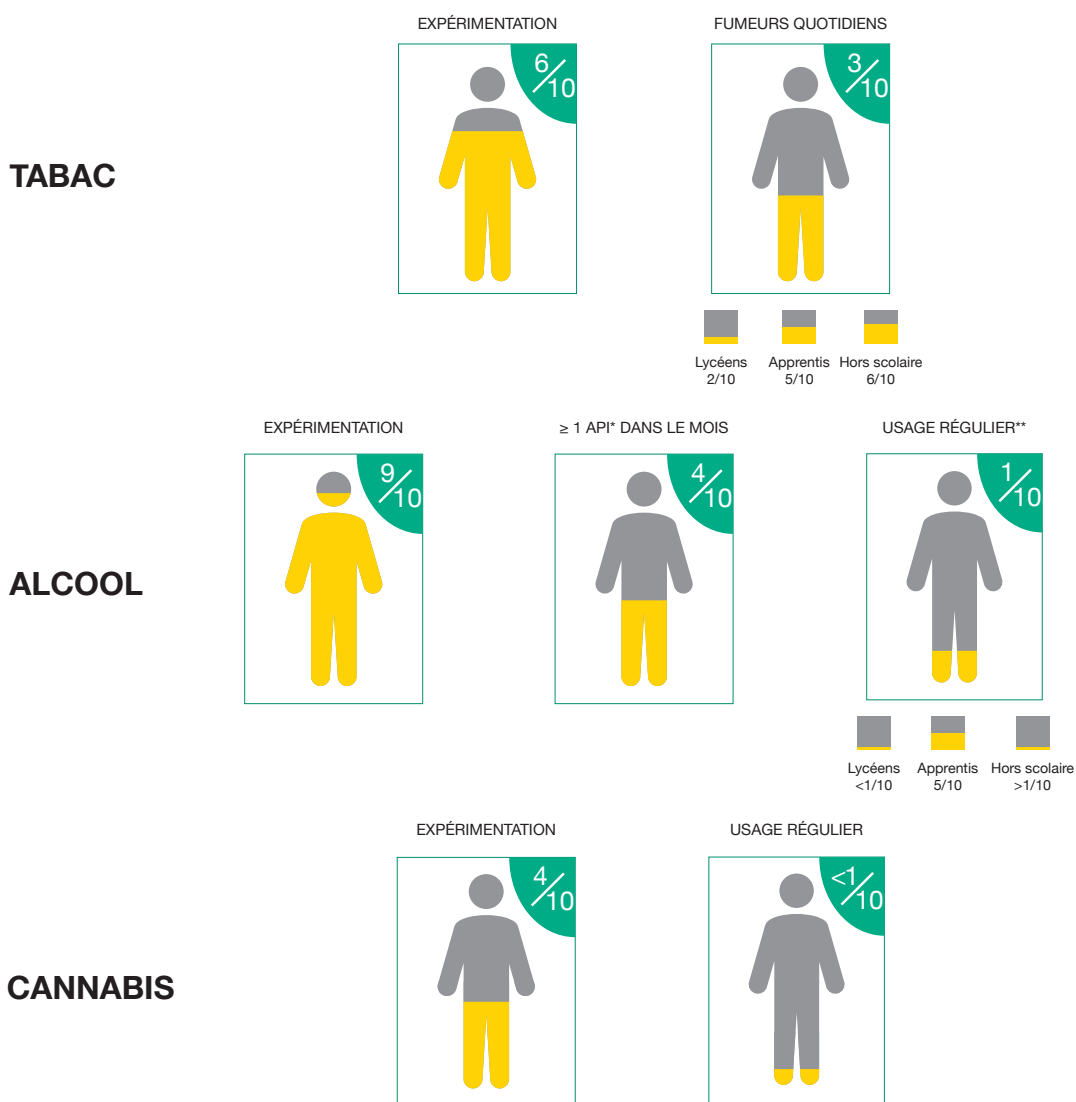 EXPÉRIMENTATION
FUMEURS QUOTIDIENS
6/10
3/10
TABAC
Lycéens
2/10
Apprentis
5/10
Hors scolaire
6/10
EXPÉRIMENTATION
≥ 1 API* DANS LE MOIS
USAGE RÉGULIER**
9/10
4/10
1/10
ALCOOL
Lycéens
<1/10
Apprentis
5/10
Hors scolaire
>1/10
EXPÉRIMENTATION
USAGE RÉGULIER
4/10
<1/10
CANNABIS